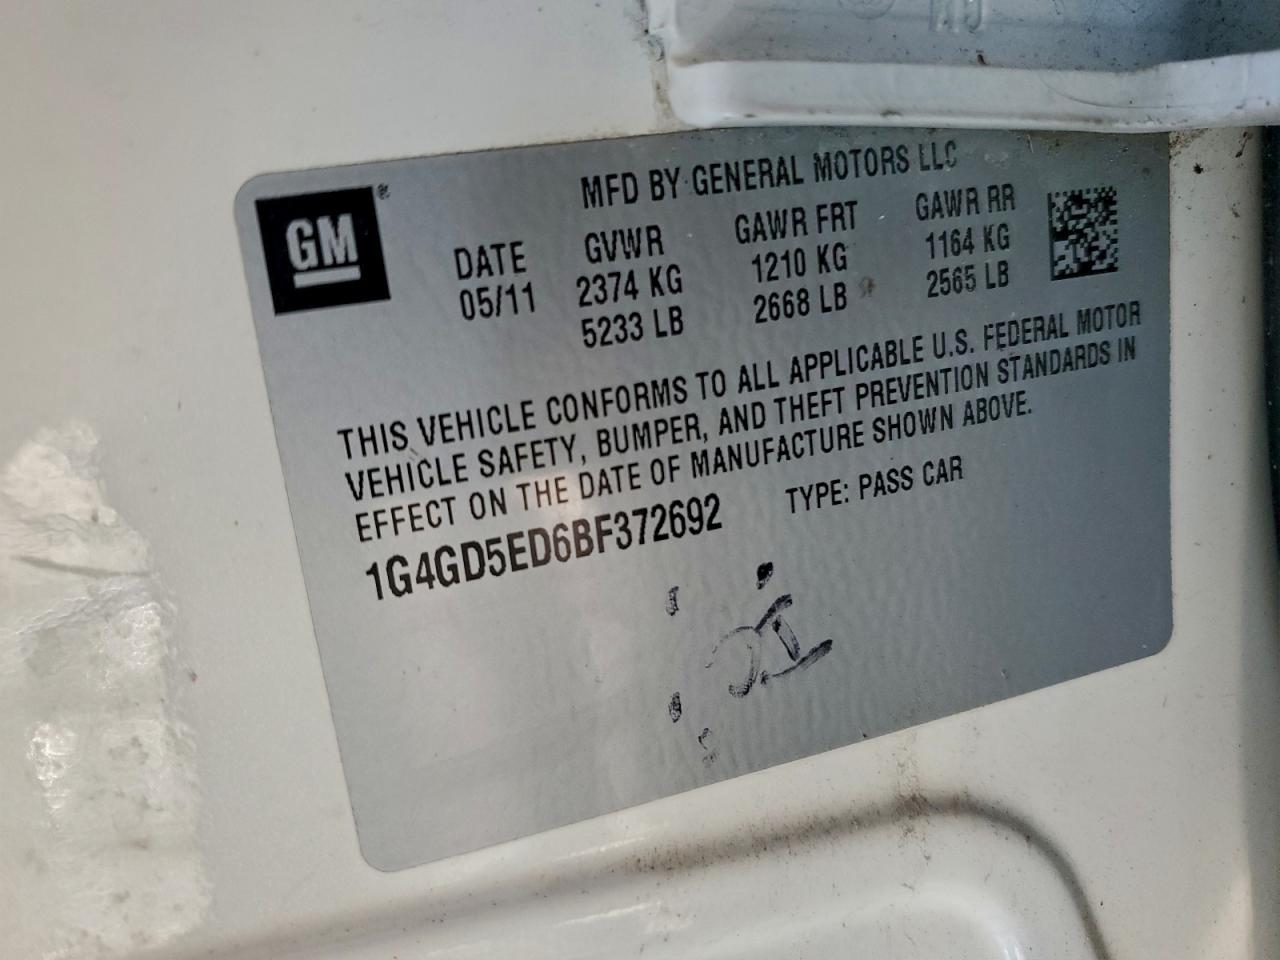 GM®
MFD BY GENERAL MOTORS LLC
DATE GVWR GAWR FRT GAWR RR
05/11 2374 KG 1210 KG 1164 KG
5233 LB 2668 LB 2565 LB
THIS VEHICLE CONFORMS TO ALL APPLICABLE U.S. FEDERAL MOTOR
VEHICLE SAFETY, BUMPER, AND THEFT PREVENTION STANDARDS IN
EFFECT ON THE DATE OF MANUFACTURE SHOWN ABOVE.
1G4GD5ED6BF372692 TYPE: PASS CAR